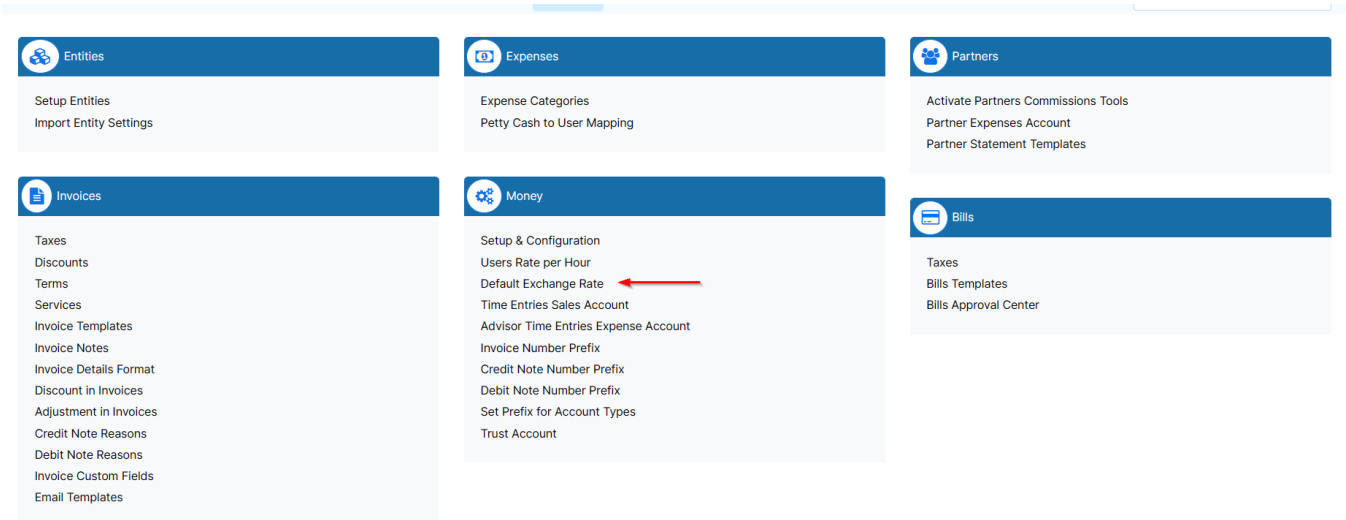 Entities
Setup Entities
Import Entity Settings
Expenses
Expense Categories
Petty Cash to User Mapping
Partners
Activate Partners Commissions Tools
Partner Expenses Account
Partner Statement Templates
Invoices
Taxes
Discounts
Terms
Services
Invoice Templates
Invoice Notes
Invoice Details Format
Discount in Invoices
Adjustment in Invoices
Credit Note Reasons
Debit Note Reasons
Invoice Custom Fields
Email Templates
Money
Setup & Configuration
Users Rate per Hour
Default Exchange Rate
Time Entries Sales Account
Advisor Time Entries Expense Account
Invoice Number Prefix
Credit Note Number Prefix
Debit Note Number Prefix
Set Prefix for Account Types
Trust Account
Bills
Taxes
Bills Templates
Bills Approval Center